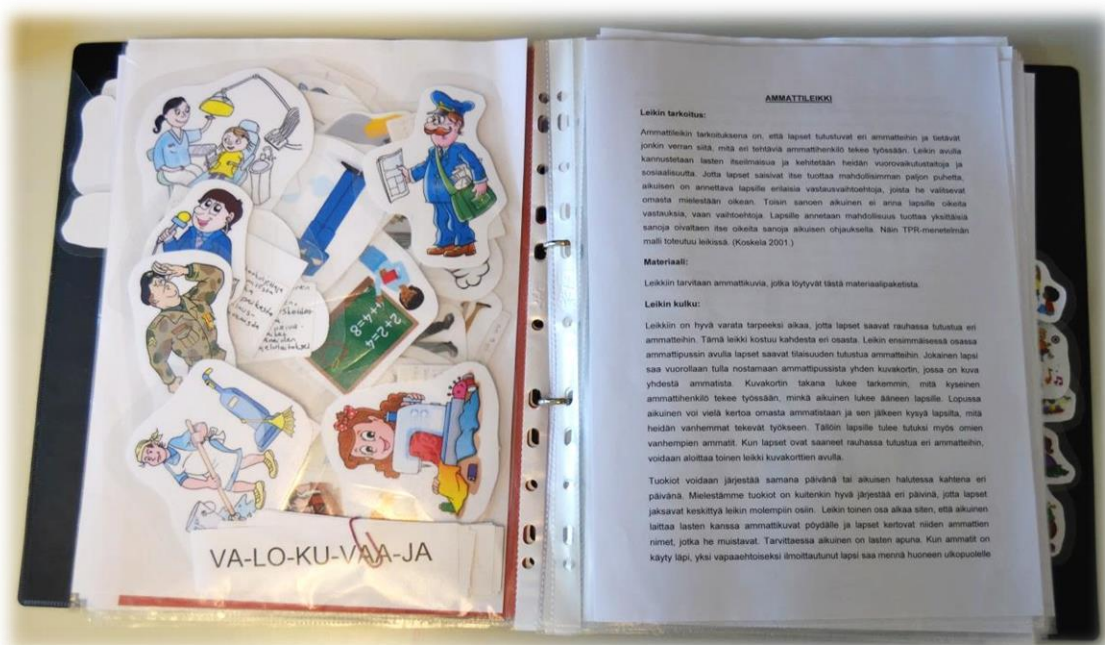 VA-LO-KU-VAA-JA
2+2=4
4+4=8
AMMATTILEIKKI
Leikin tarkoitus:
Ammattileikin tarkoituksena on, että lapset tutustuvat eri ammatteihin ja tietävät
jonkin verran siitä, mitä eri tehtäviä ammattihenkilö tekee työssään. Leikin avulla
kannustetaan lasten itseilmaisua ja kehitetään heidän vuorovaikutustaitoja ja
sosiaalisuutta. Jotta lapset saisivat itse tuottaa mahdollisimman paljon puhetta,
aikuisen on annettava lapsille erilaisia vastausvaihtoehtoja, joista he valitsevat
omasta mielestään oikean. Toisin sanoen aikuinen ei anna lapsille oikeita
vastauksia, vaan vaihtoehtoja. Lapsille annetaan mahdollisuus tuottaa yksittäisiä
sanoja oivaltaen itse oikeita sanoja aikuisen ohjauksella. Näin TPR-menetelmän
malli toteutuu leikissä. (Koskela 2001.)
Materiaali:
Leikkiin tarvitaan ammattikuvia, jotka löytyvät tästä materiaalipaketista.
Leikin kulku:
Leikkiin on hyvä varata tarpeeksi aikaa, jotta lapset saavat rauhassa tutustua eri
ammatteihin. Tämä leikki kostuu kahdesta eri osasta. Leikin ensimmäisessä osassa
ammattipussin avulla lapset saavat tilaisuuden tutustua ammatteihin. Jokainen lapsi
saa vuorollaan tulla nostamaan ammattipussista yhden kuvakortin, jossa on kuva
yhdestä ammatista. Kuvakortin takana lukee tarkemmin, mitä kyseinen
ammattihenkilö tekee työssään, minkä aikuinen lukee ääneen lapsille. Lopussa
aikuinen voi vielä kertoa omasta ammatistaan ja sen jälkeen kysyä lapsilta, mitä
heidän vanhemmat tekevät työkseen. Tällöin lapsille tulee tutuksi myös omien
vanhempien ammatit. Kun lapset ovat saaneet rauhassa tutustua eri ammatteihin,
voidaan aloittaa toinen leikki kuvakorttien avulla.
Tuokiot voidaan järjestää samana päivänä tai aikuisen halutessa kahtena eri
päivänä. Mielestämme tuokiot on kuitenkin hyvä järjestää eri päivinä, jotta lapset
jaksavat keskittyä leikin molempiin osiin. Leikin toinen osa alkaa siten, että aikuinen
laittaa lasten kanssa ammattikuvat pöydälle ja lapset kertovat niiden ammattien
nimet, jotka he muistavat. Tarvittaessa aikuinen on lasten apuna. Kun ammatit on
käyty läpi, yksi vapaaehtoiseksi ilmoittautunut lapsi saa mennä huoneen ulkopuolelle